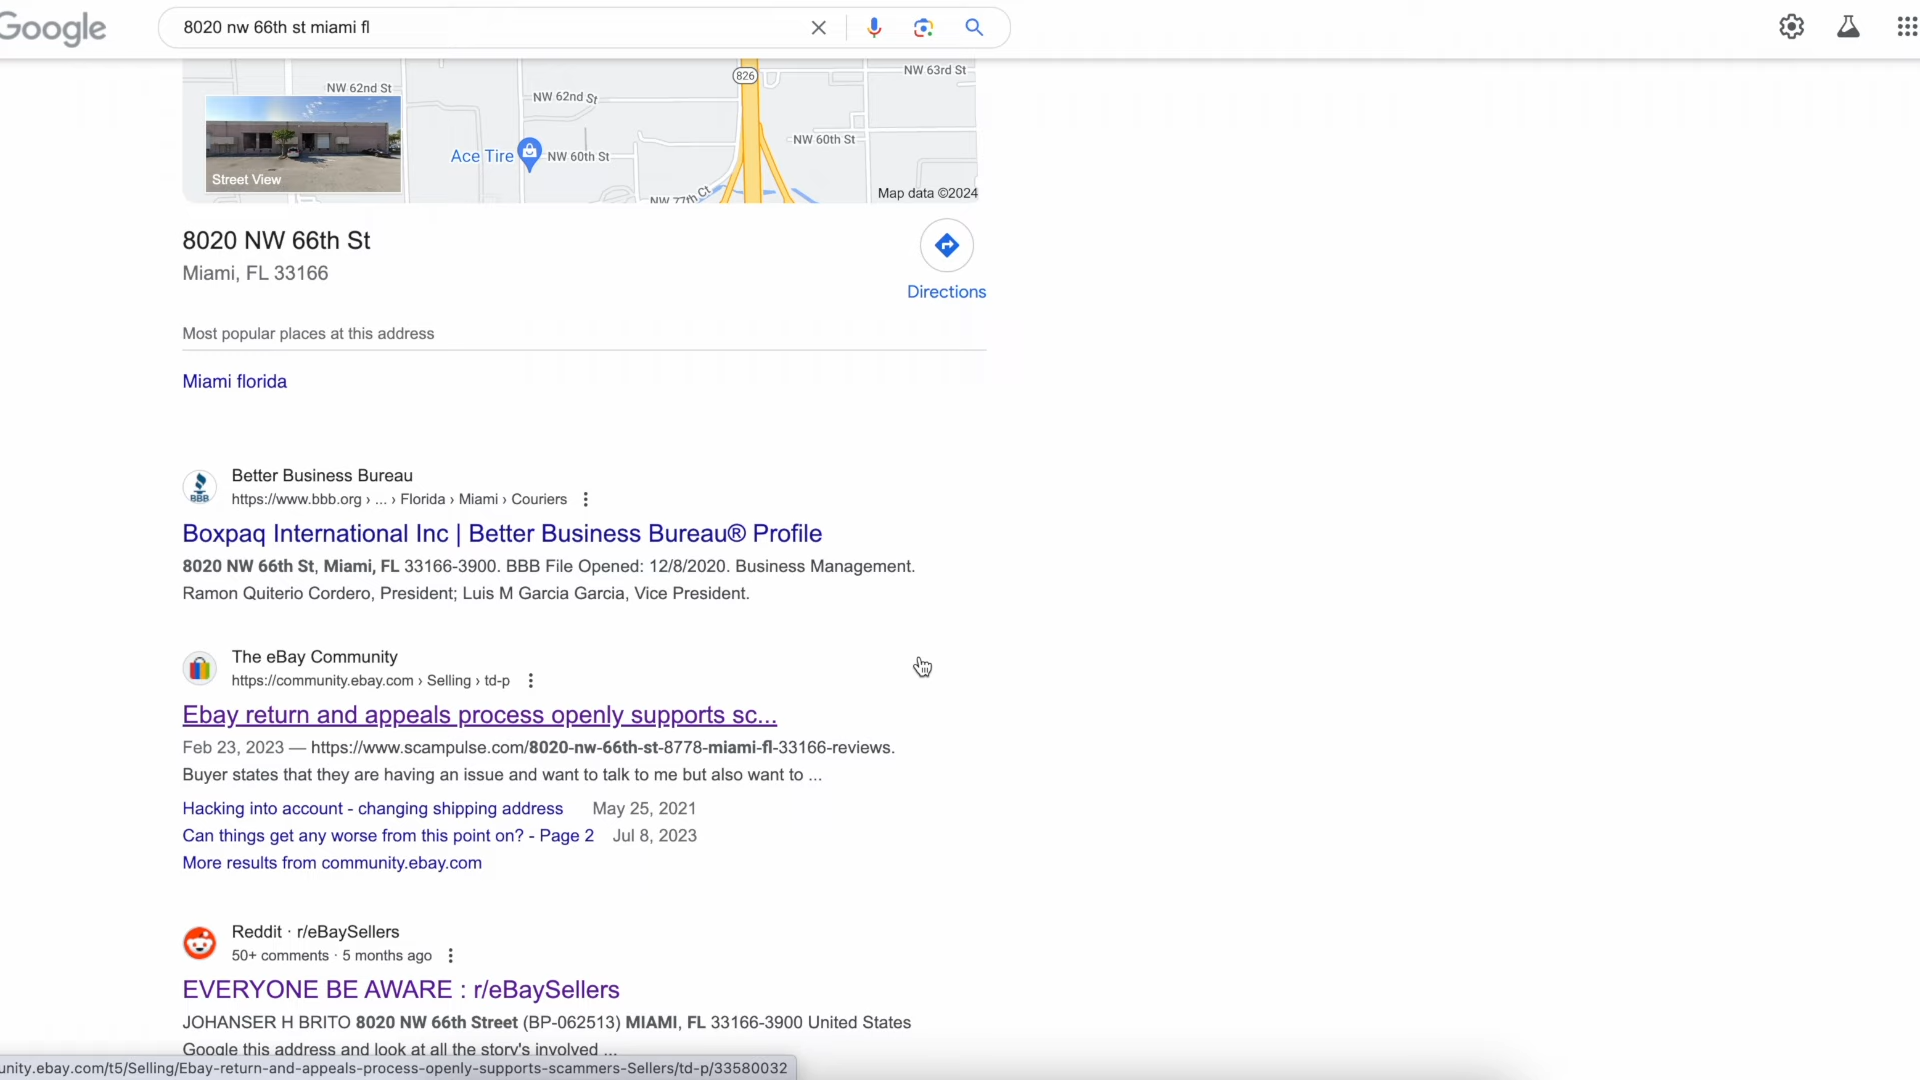 Google
8020 nw 66th st miami fl
826
NW 63rd St
NW 62nd St
NW 62nd St
NW 60th St
Ace Tire
NW 60th St
Street View
NW 77th Ct
Map data ©2024
8020 NW 66th St
Miami, FL 33166
Directions
Most popular places at this address
Miami florida
Better Business Bureau
BBB
https://www.bbb.org › ... › Florida › Miami › Couriers
Boxpaq International Inc | Better Business Bureau® Profile
8020 NW 66th St, Miami, FL 33166-3900. BBB File Opened: 12/8/2020. Business Management.
Ramon Quiterio Cordero, President; Luis M Garcia Garcia, Vice President.
The eBay Community
https://community.ebay.com › Selling › td-p
Ebay return and appeals process openly supports sc...
Feb 23, 2023 — https://www.scampulse.com/8020-nw-66th-st-8778-miami-fl-33166-reviews.
Buyer states that they are having an issue and want to talk to me but also want to ...
Hacking into account - changing shipping address May 25, 2021
Can things get any worse from this point on? - Page 2 Jul 8, 2023
More results from community.ebay.com
Reddit · r/eBaySellers
50+ comments · 5 months ago
EVERYONE BE AWARE : r/eBaySellers
JOHANSER H BRITO 8020 NW 66th Street (BP-062513) MIAMI, FL 33166-3900 United States
Google this address and look at all the story's involved ...
unity.ebay.com/t5/Selling/Ebay-return-and-appeals-process-openly-supports-scammers-Sellers/td-p/33580032